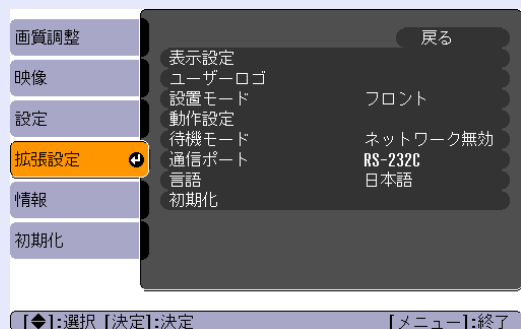 画質調整
映像
設定
拡張設定
情報
初期化
戻る
表示設定
ユーザーロゴ
設置モード フロント
動作設定
待機モード ネットワーク無効
通信ポート RS-232C
言語 日本語
初期化
[◆]:選択 [決定]:決定 [メニュー]:終了